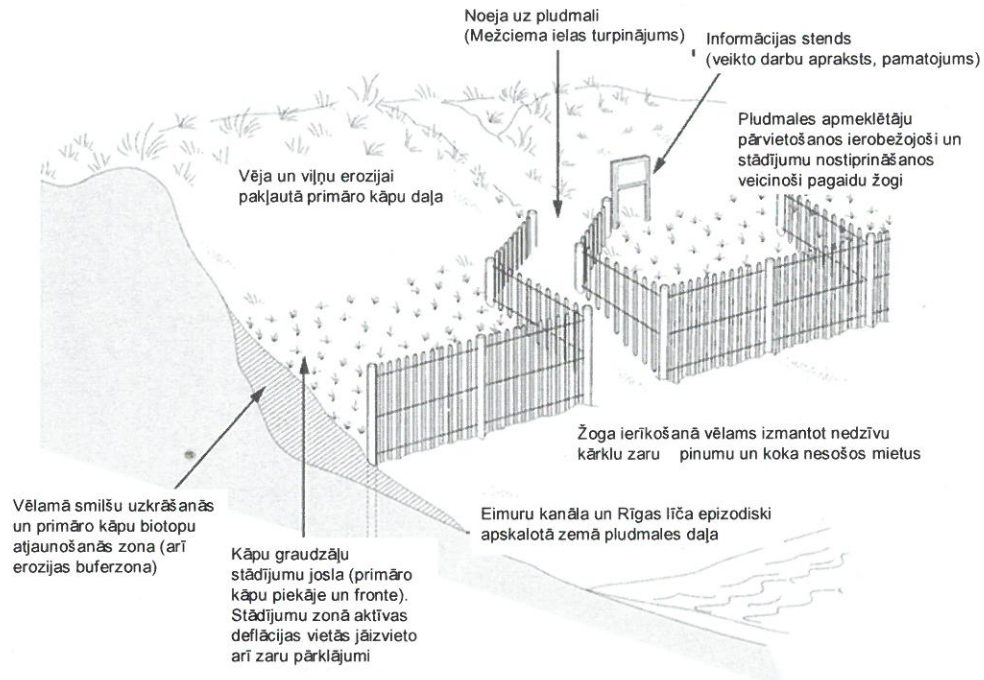 Noeja uz pludmali
(Mežciema ielas turpinājums)
Informācijas stends
(veikto darbu apraksts, pamatojums)
Pludmales apmeklētāju
pārvietošanos ierobežojoši un
stādījumu nostiprināšanos
veicinoši pagaidu žogi
Vēja un viļņu erozijai
pakļautā primāro kāpu daļa
Žoga ierīkošanā vēlams izmantot nedzīvu
kārklu zaru pinumu un koka nesošos mietus
Vēlamā smilšu uzkrāšanās
un primāro kāpu biotopu
atjaunošanās zona (arī
erozijas buferzona)
Eimuru kanāla un Rīgas līča epizodiski
apskalotā zemā pludmales daļa
Kāpu graudzāļu
stādījumu josla (primāro
kāpu piekāje un fronte).
Stādījumu zonā aktīvas
deflācijas vietās jāizvieto
arī zaru pārklājumi